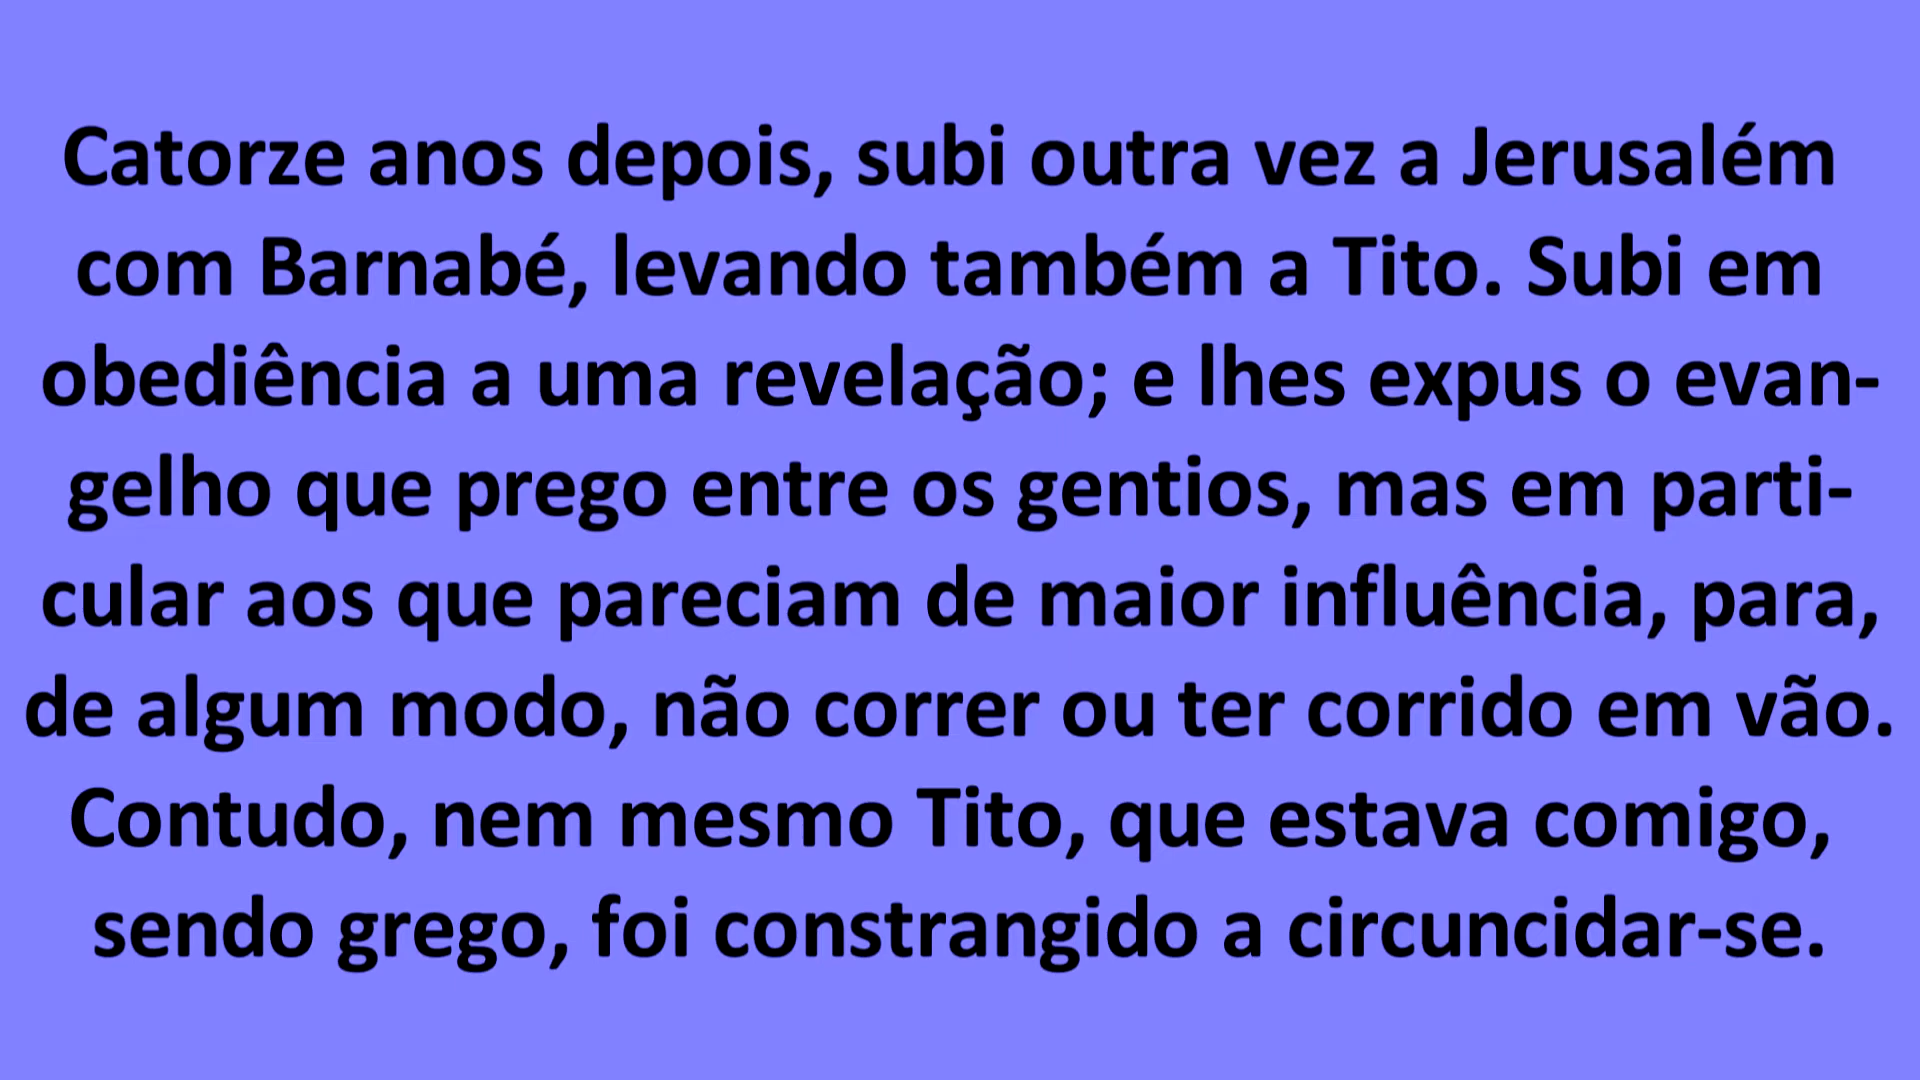 Catorze anos depois, subi outra vez a Jerusalém
com Barnabé, levando também a Tito. Subi em
obediência a uma revelação; e lhes expus o evan-
gelho que prego entre os gentios, mas em parti-
cular aos que pareciam de maior influência, para,
de algum modo, não correr ou ter corrido em vão.
Contudo, nem mesmo Tito, que estava comigo,
sendo grego, foi constrangido a circuncidar-se.